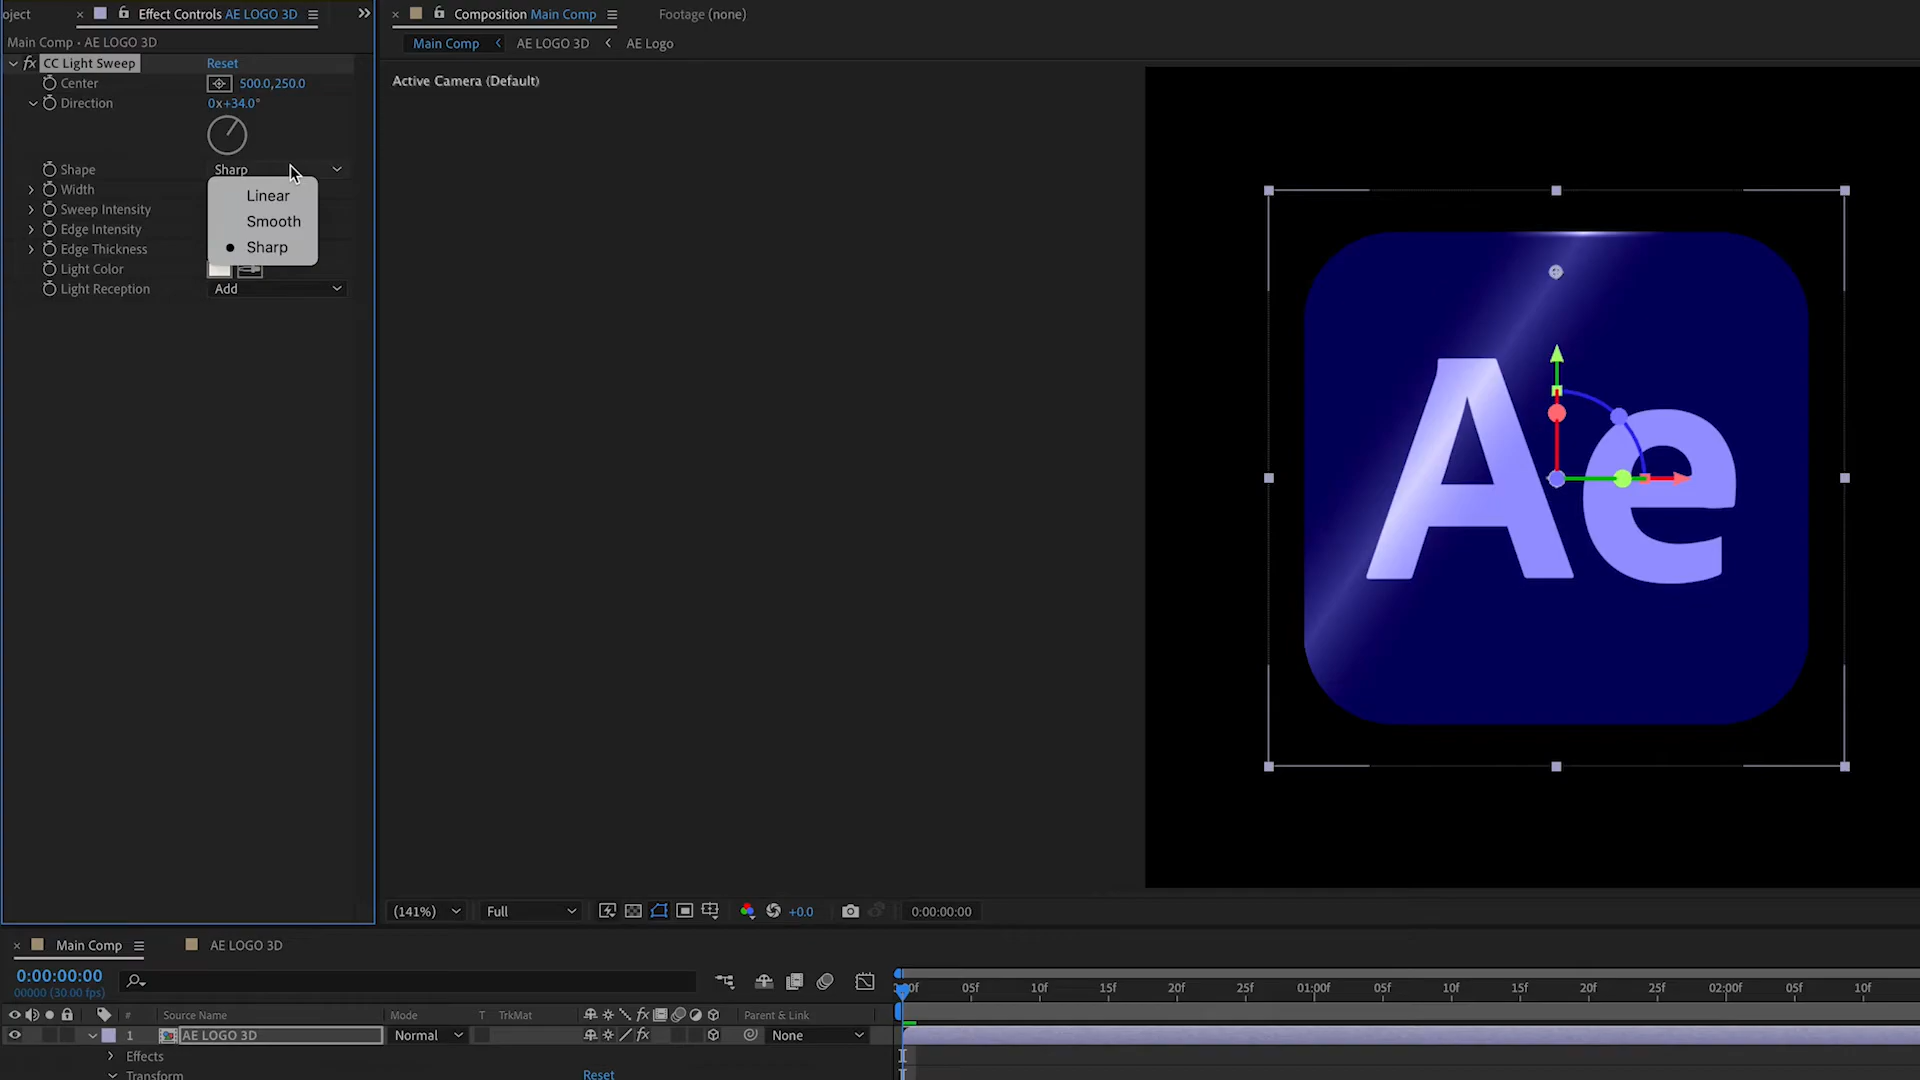 oject
Effect Controls AE LOGO 3D
Composition Main Comp
Footage (none)
Main Comp • AE LOGO 3D
Main Comp
AE LOGO 3D
AE Logo
fx CC Light Sweep
Reset
Active Camera (Default)
Center
500.0,250.0
Direction
0x+34.0°
Shape
Sharp
Linear
Smooth
Sharp
Width
Sweep Intensity
Edge Intensity
Edge Thickness
Light Color
Light Reception
Add
Ae
(141%)
Full
+0.0
0:00:00:00
Main Comp
AE LOGO 3D
0:00:00:00
00000 (30.00 fps)
05f
10f
15f
20f
25f
01:00f
05f
10f
15f
20f
25f
02:00f
05f
10f
#
Source Name
Mode
T
TrkMat
fx
Parent & Link
1
AE LOGO 3D
Normal
fx
None
Effects
Transform
Reset